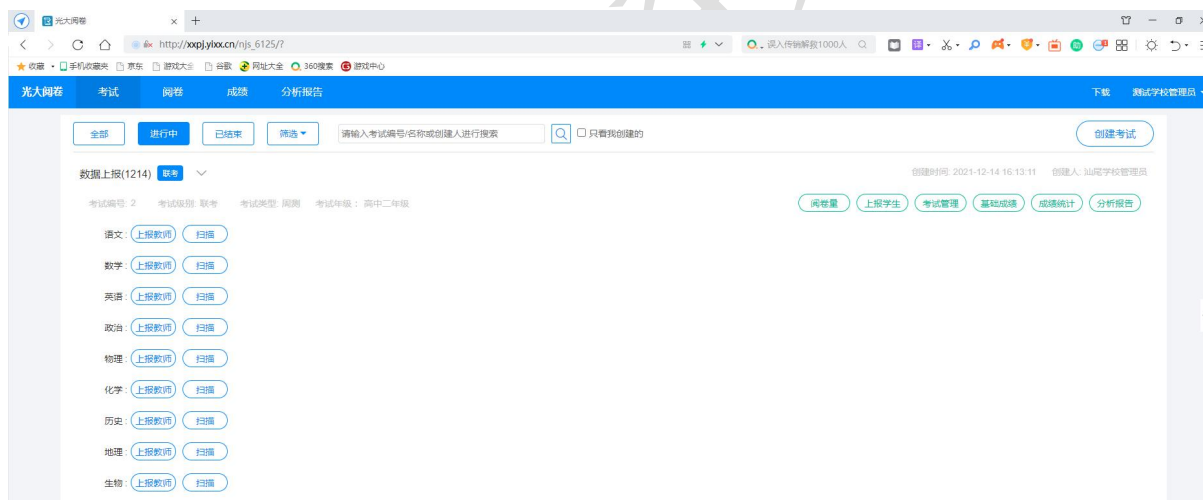 光大阅卷
http://xxpj.yixx.cn/njs_6125/?
误入传销解救1000人
收藏 手机收藏夹 京东 游戏大全 谷歌 网址大全 360搜索 游戏中心
光大阅卷 考试 阅卷 成绩 分析报告 下载 测试学校管理员
全部 进行中 已结束 筛选 请输入考试编号/名称或创建人进行搜索 只看我创建的 创建考试
数据上报(1214) 联考 创建时间: 2021-12-14 16:13:11 创建人: 汕尾学校管理员
考试编号: 2 考试级别: 联考 考试类型: 周测 考试年级： 高中二年级 阅卷量 上报学生 考试管理 基础成绩 成绩统计 分析报告
语文: 上报教师 扫描
数学: 上报教师 扫描
英语: 上报教师 扫描
政治: 上报教师 扫描
物理: 上报教师 扫描
化学: 上报教师 扫描
历史: 上报教师 扫描
地理: 上报教师 扫描
生物: 上报教师 扫描